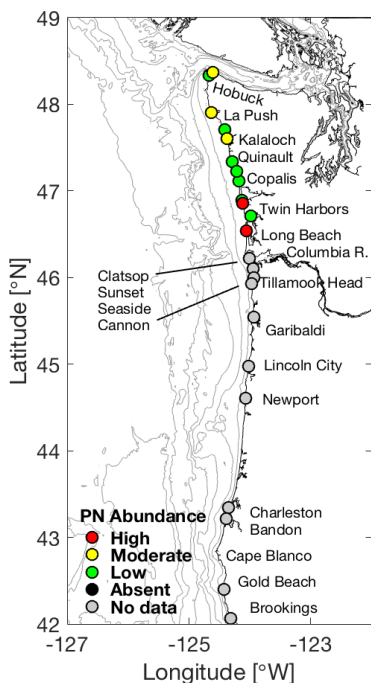 49
48
47
46
45
44
43
42
Latitude [°N]
Hobuck
La Push
Kalaloch
Quinault
Copalis
Twin Harbors
Long Beach
Columbia R.
Clatsop
Sunset
Seaside
Cannon
Tillamook Head
Garibaldi
Lincoln City
Newport
Charleston
Bandon
Cape Blanco
Gold Beach
Brookings
PN Abundance
High
Moderate
Low
Absent
No data
-127
-125
-123
Longitude [°W]